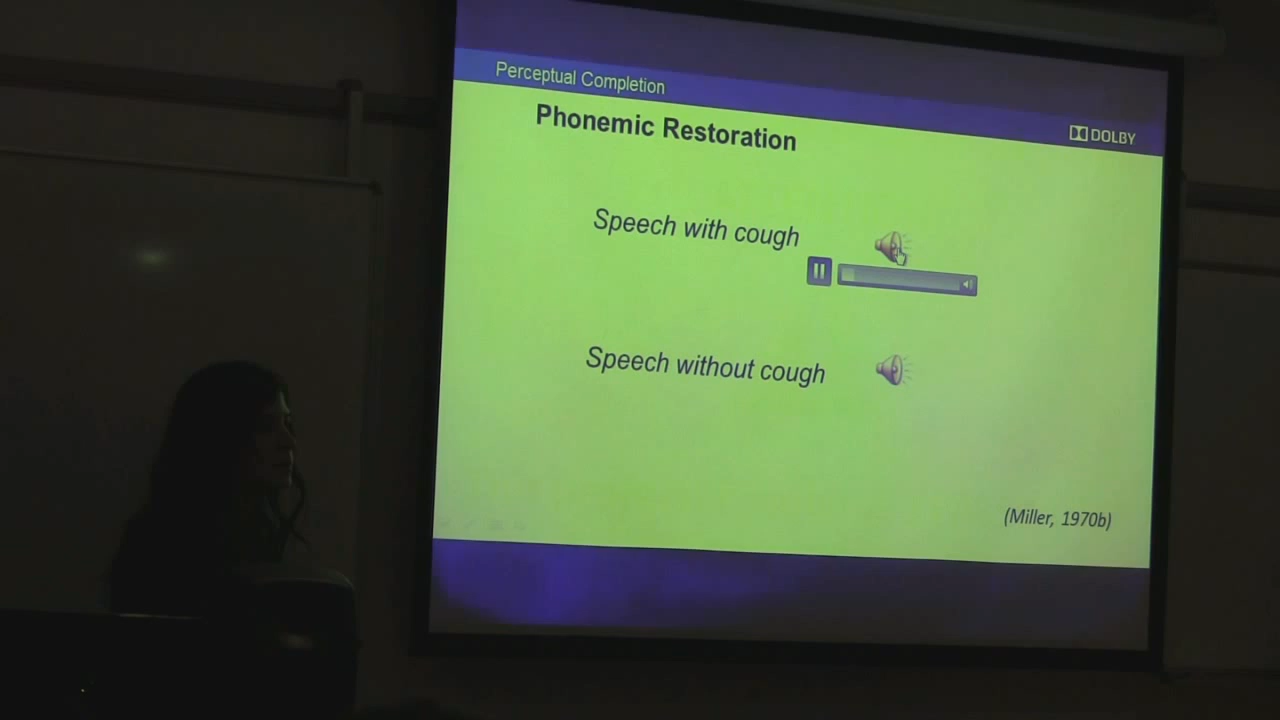 Perceptual Completion
Phonemic Restoration
DOLBY
Speech with cough
Speech without cough
(Miller, 1970b)